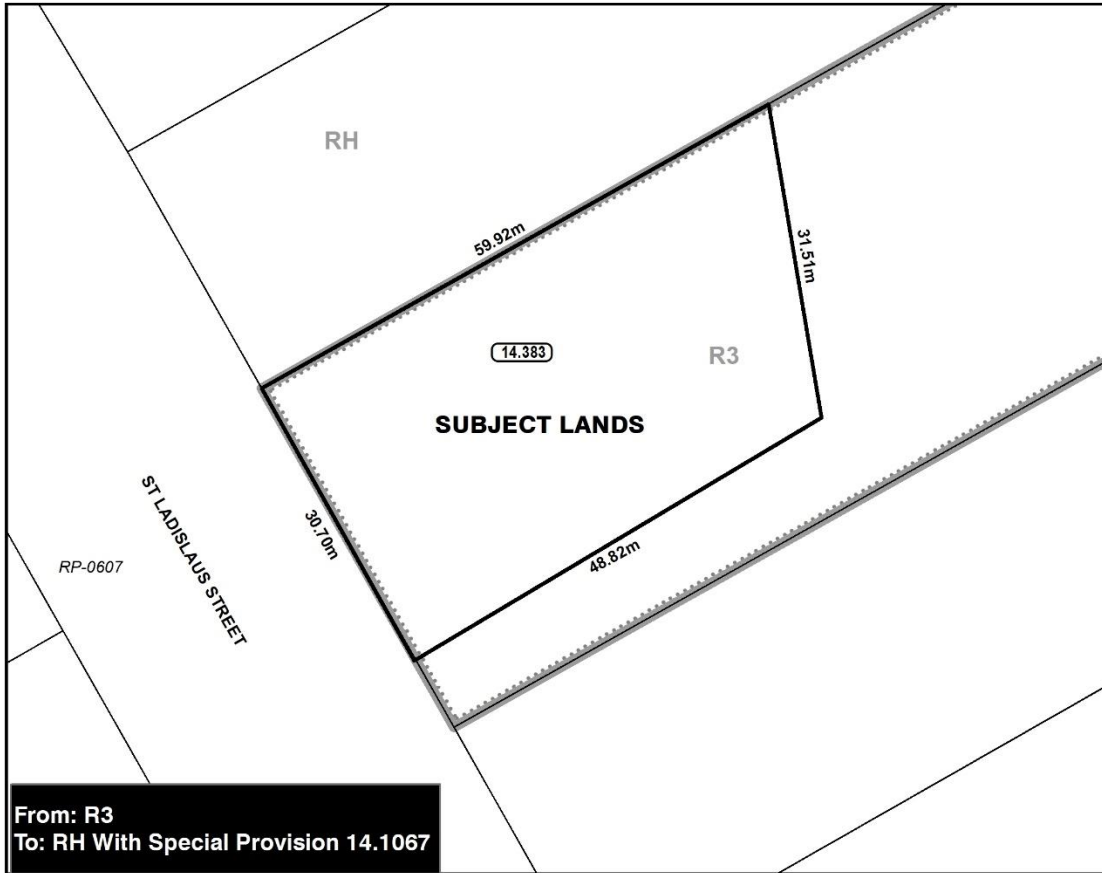 RH
59.92m
31.51m
14.383
R3
SUBJECT LANDS
ST LADISLAUS STREET
30.70m
48.82m
RP-0607
From: R3
To: RH With Special Provision 14.1067